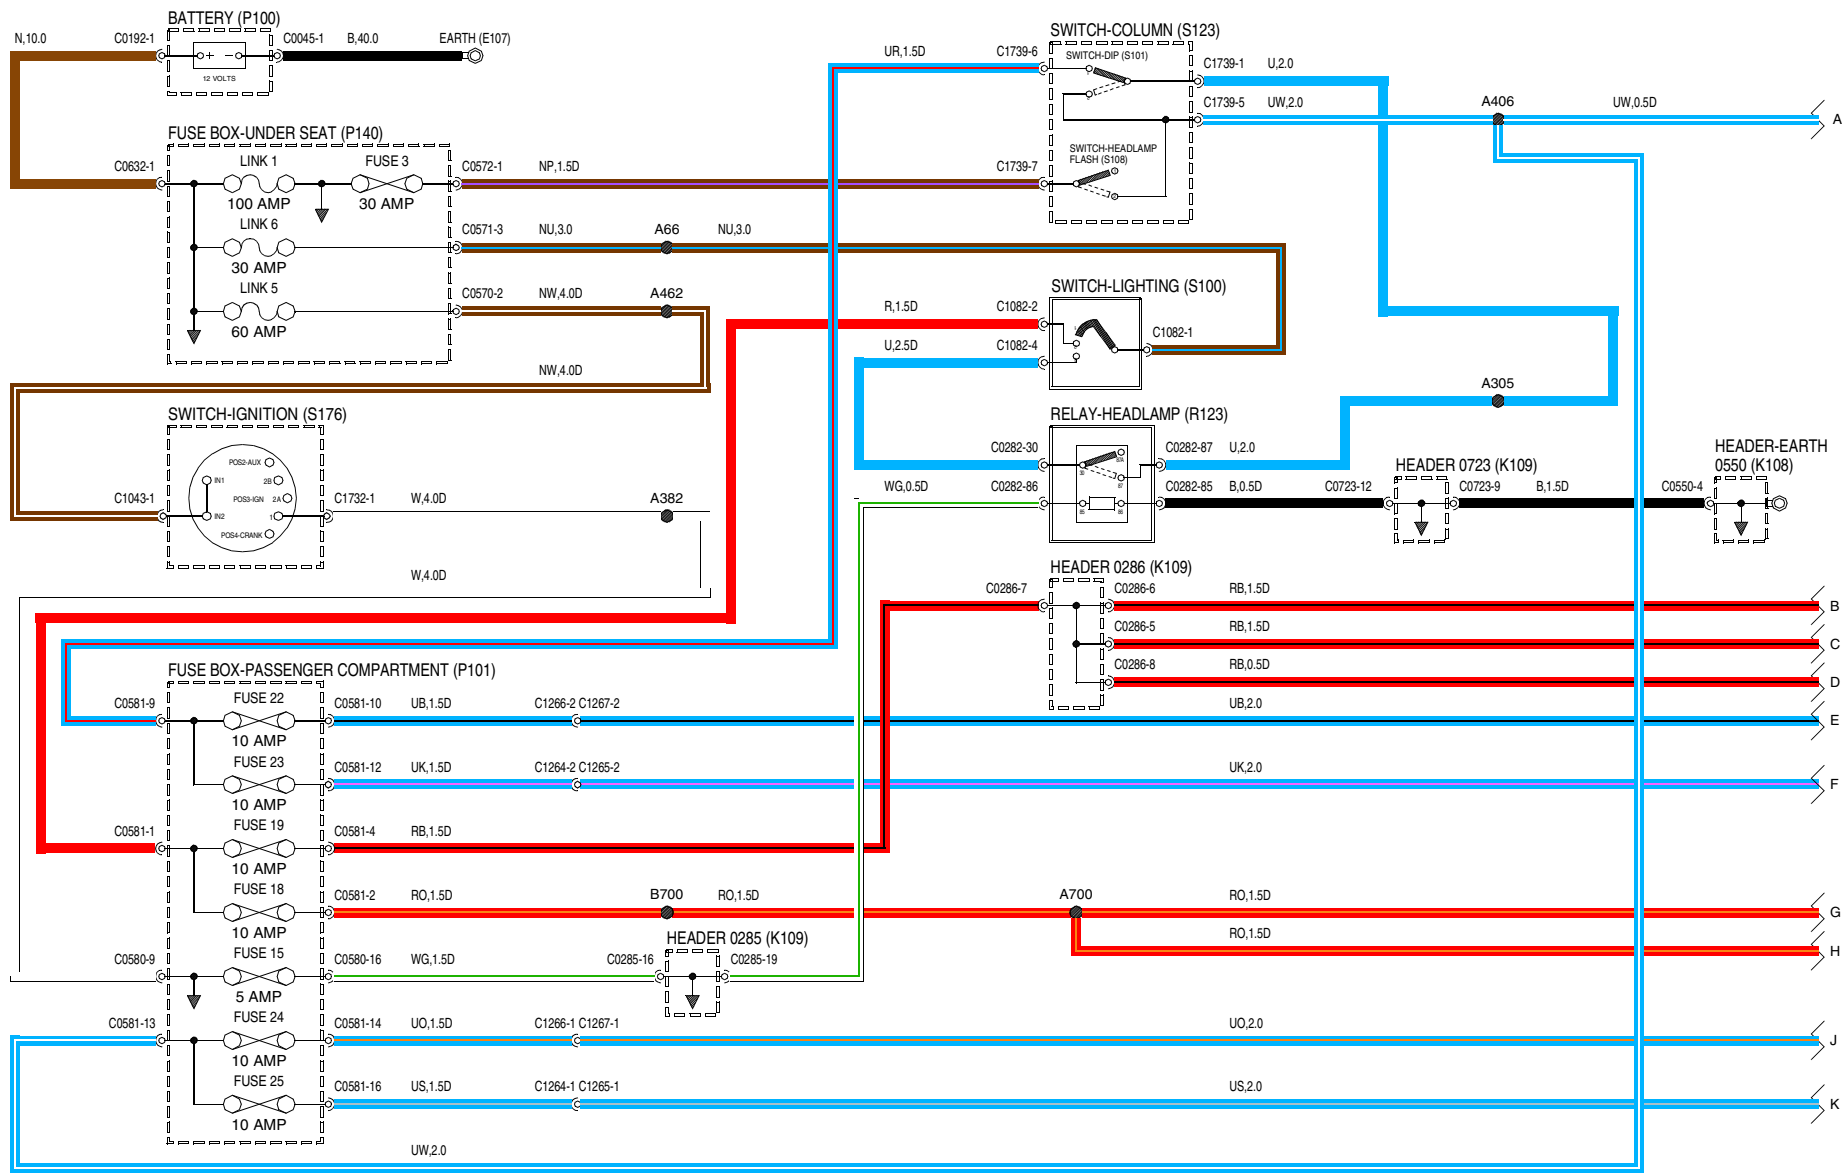 BATTERY (P100)
N,10.0
C0192-1
+ -
12 VOLTS
C0045-1
B,40.0
EARTH (E107)
FUSE BOX-UNDER SEAT (P140)
C0632-1
LINK 1
100 AMP
FUSE 3
30 AMP
C0572-1
NP,1.5D
LINK 6
30 AMP
C0571-3
NU,3.0
A66
NU,3.0
LINK 5
60 AMP
C0570-2
NW,4.0D
A462
NW,4.0D
SWITCH-COLUMN (S123)
UR,1.5D
C1739-6
SWITCH-DIP (S101)
C1739-1
U,2.0
C1739-5
UW,2.0
A406
UW,0.5D
A
C1739-7
SWITCH-HEADLAMP
FLASH (S108)
SWITCH-LIGHTING (S100)
R,1.5D
C1082-2
U,2.5D
C1082-4
C1082-1
A305
SWITCH-IGNITION (S176)
C1043-1
POS2-AUX
IN1
2B
POS3-IGN
2A
IN2
1
POS4-CRANK
C1732-1
W,4.0D
A382
W,4.0D
RELAY-HEADLAMP (R123)
C0282-30
30
87A
87
C0282-87
U,2.0
WG,0.5D
C0282-86
85
86
C0282-85
B,0.5D
HEADER 0723 (K109)
C0723-12
C0723-9
B,1.5D
HEADER-EARTH
0550 (K108)
C0550-4
HEADER 0286 (K109)
C0286-7
C0286-6
RB,1.5D
B
C0286-5
RB,1.5D
C
C0286-8
RB,0.5D
D
FUSE BOX-PASSENGER COMPARTMENT (P101)
C0581-9
FUSE 22
10 AMP
C0581-10
UB,1.5D
C1266-2 C1267-2
UB,2.0
E
FUSE 23
10 AMP
C0581-12
UK,1.5D
C1264-2 C1265-2
UK,2.0
F
C0581-1
FUSE 19
10 AMP
C0581-4
RB,1.5D
FUSE 18
10 AMP
C0581-2
RO,1.5D
B700
RO,1.5D
A700
RO,1.5D
G
RO,1.5D
H
C0580-9
FUSE 15
5 AMP
C0580-16
WG,1.5D
HEADER 0285 (K109)
C0285-16
C0285-19
C0581-13
FUSE 24
10 AMP
C0581-14
UO,1.5D
C1266-1 C1267-1
UO,2.0
J
FUSE 25
10 AMP
C0581-16
US,1.5D
C1264-1 C1265-1
US,2.0
K
UW,2.0